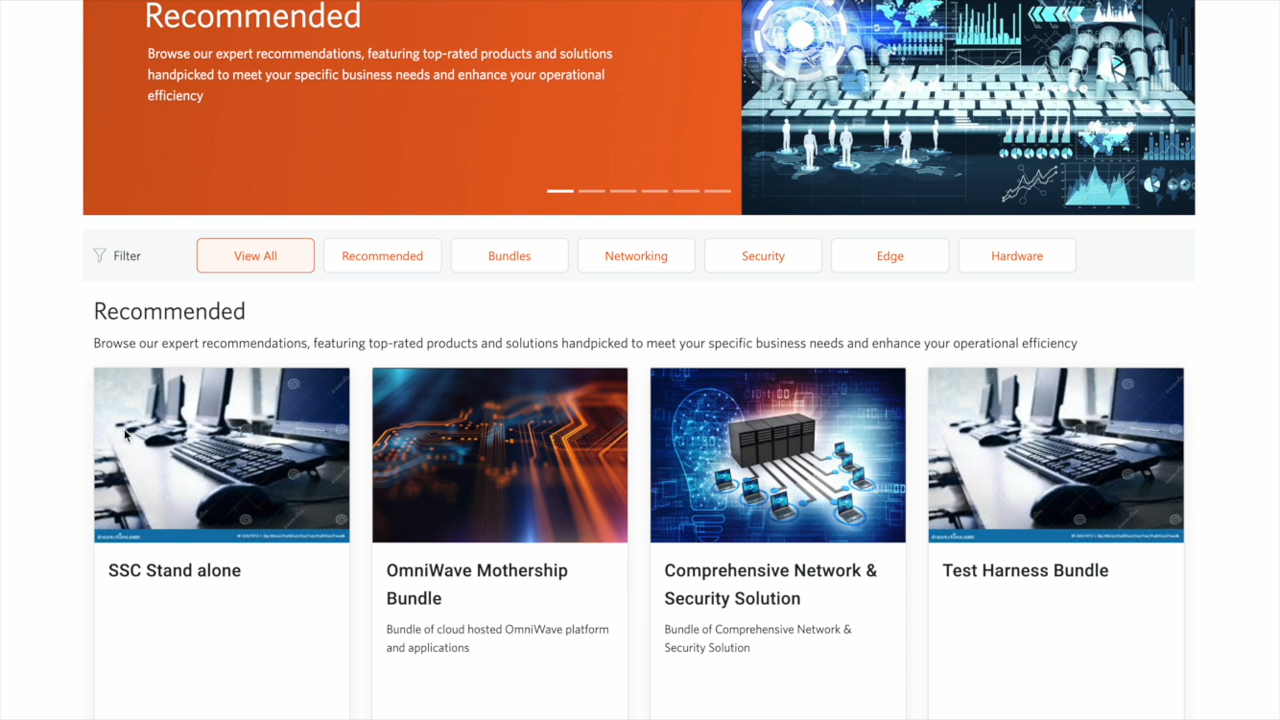 Recommended
Browse our expert recommendations, featuring top-rated products and solutions
handpicked to meet your specific business needs and enhance your operational
efficiency
Filter
View All
Recommended
Bundles
Networking
Security
Edge
Hardware
Recommended
Browse our expert recommendations, featuring top-rated products and solutions handpicked to meet your specific business needs and enhance your operational efficiency
SSC Stand alone
OmniWave Mothership
Bundle
Bundle of cloud hosted OmniWave platform
and applications
Comprehensive Network &
Security Solution
Bundle of Comprehensive Network &
Security Solution
Test Harness Bundle